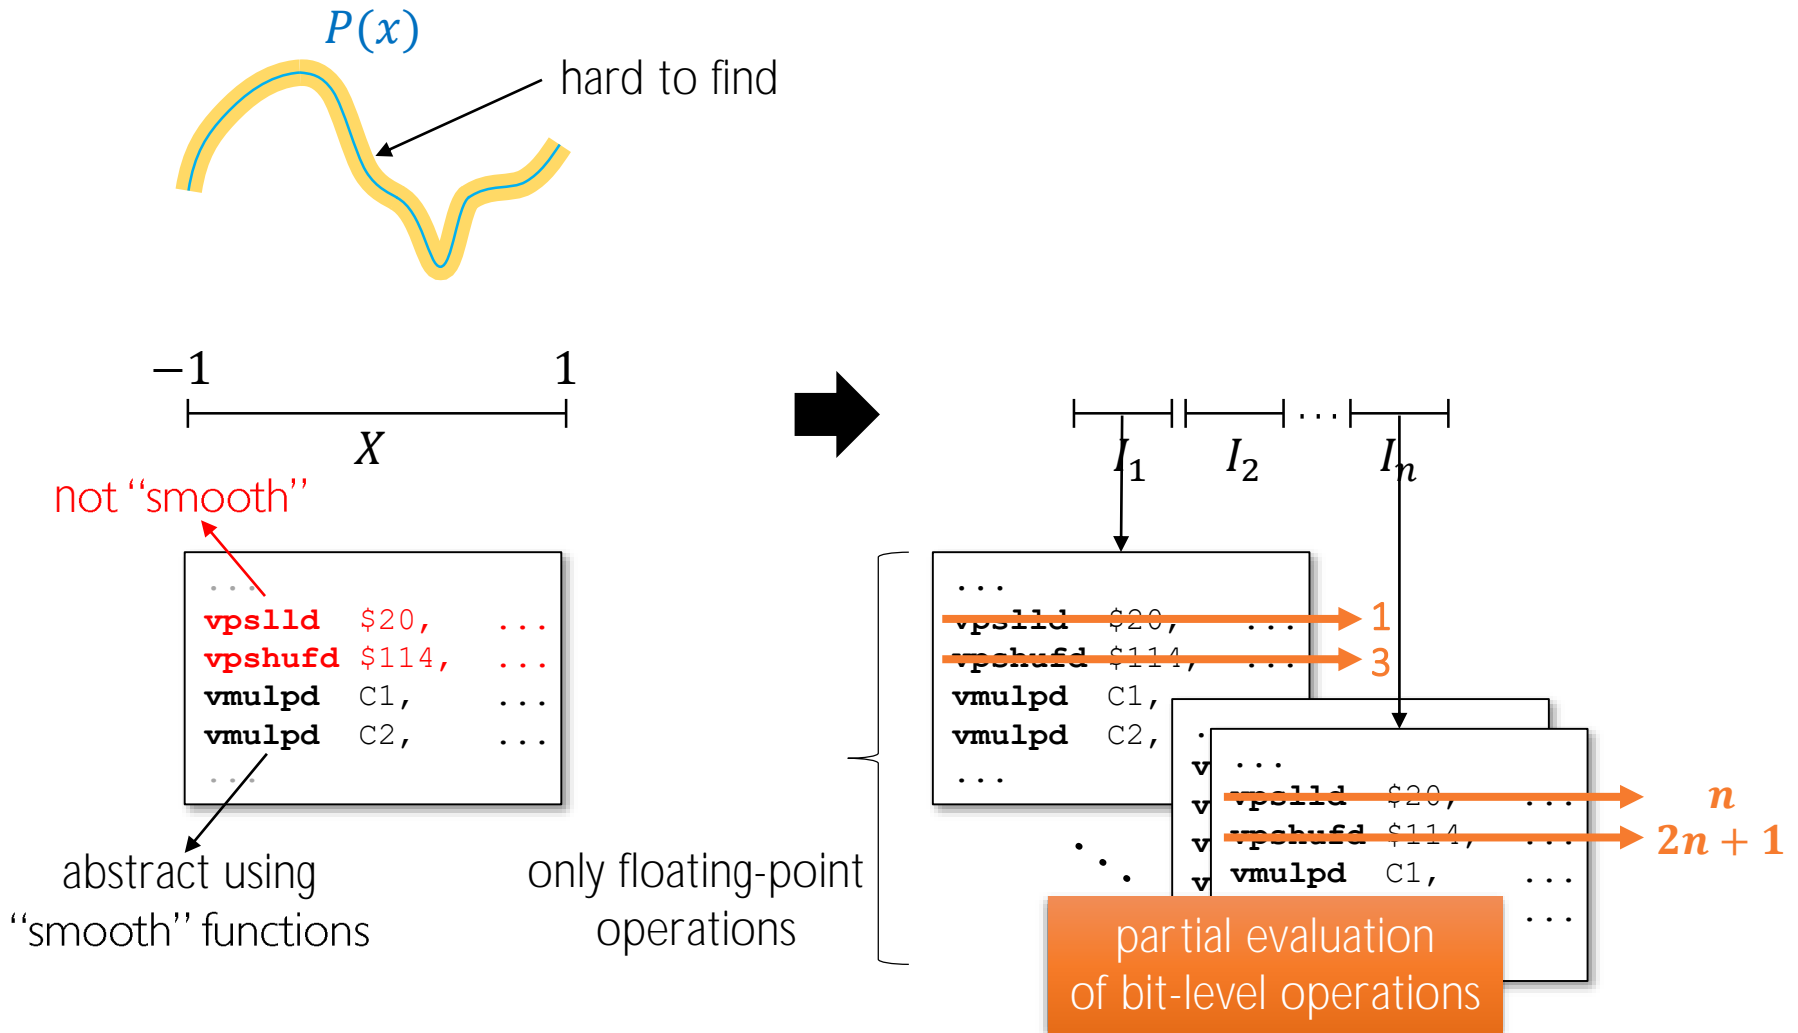 P(x)
hard to find
−1 1
X
I1 I2 ... In
not “smooth”
...
vpslld $20, ...
vpshufd $114, ...
vmulpd C1, ...
vmulpd C2, ...
...
abstract using
“smooth” functions
only floating-point
operations
...
vpslld $20, ... 1
vpshufd $114, ... 3
vmulpd C1,
vmulpd C2,
...
.
v
v
v
v
...
vpslld $20, ... n
vpshufd $114, ... 2n + 1
vmulpd C1, ...
...
partial evaluation
of bit-level operations